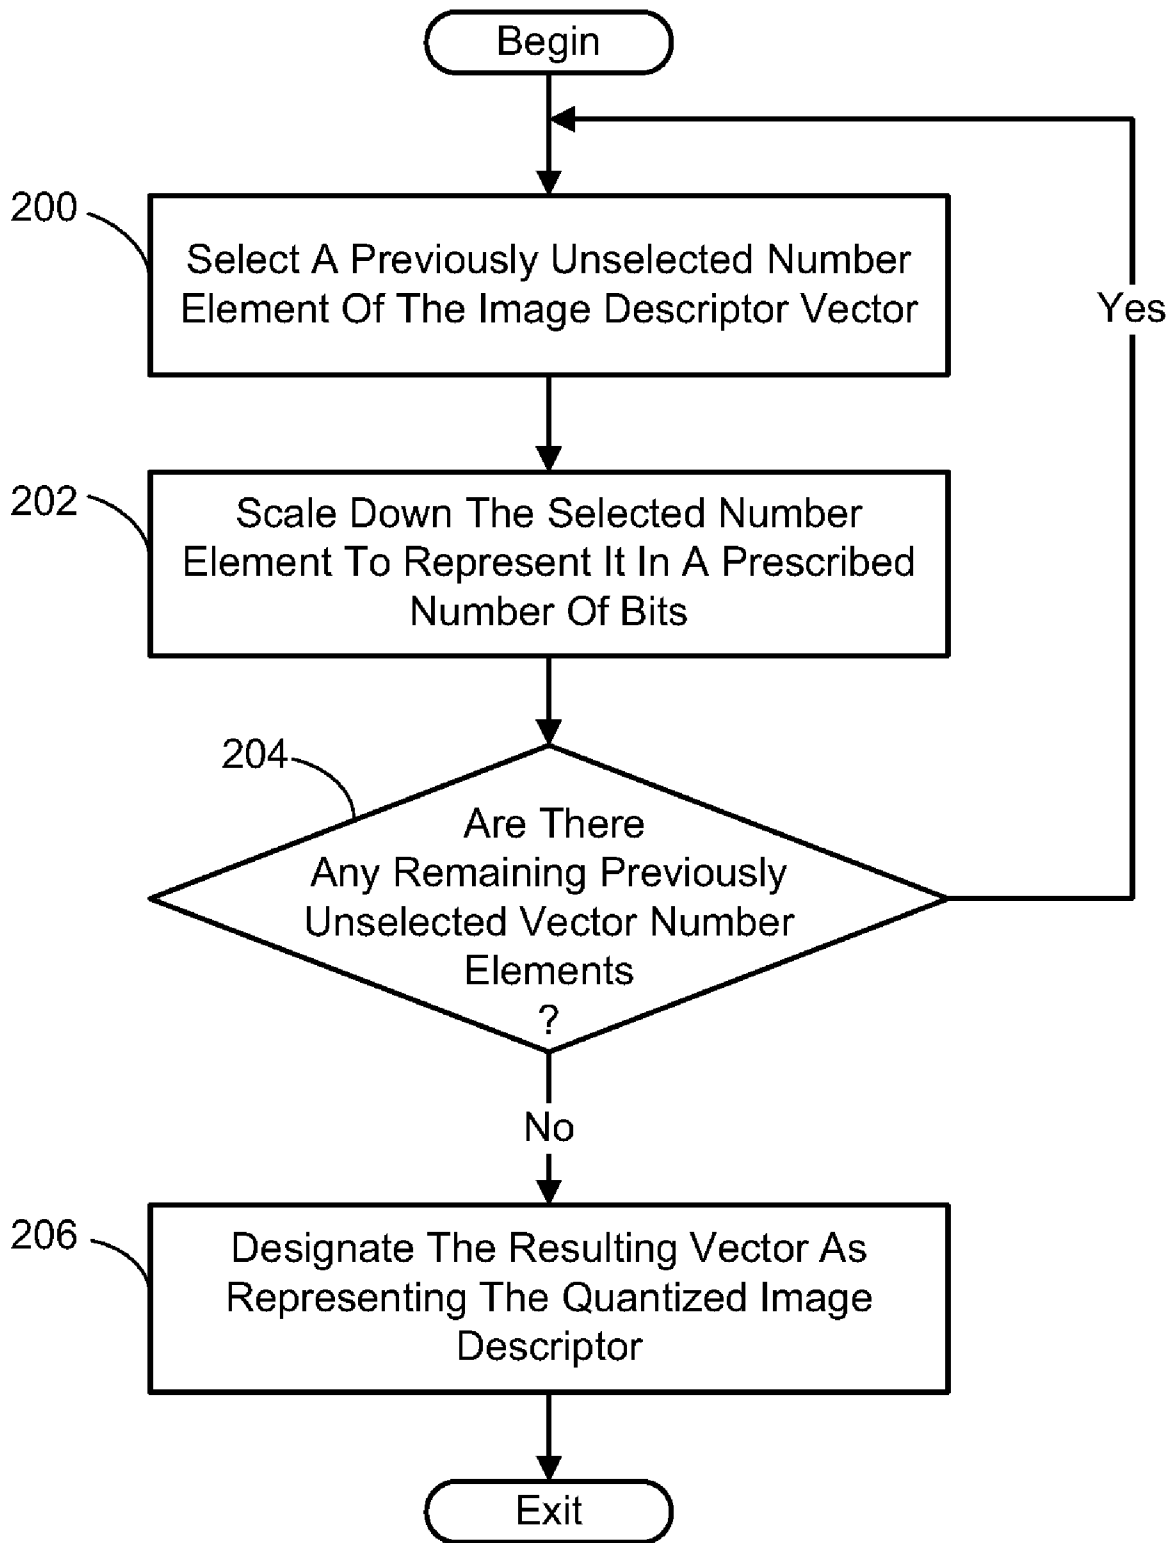 Begin
200
Select A Previously Unselected Number
Element Of The Image Descriptor Vector
Yes
202
Scale Down The Selected Number
Element To Represent It In A Prescribed
Number Of Bits
204
Are There
Any Remaining Previously
Unselected Vector Number
Elements
?
No
206
Designate The Resulting Vector As
Representing The Quantized Image
Descriptor
Exit